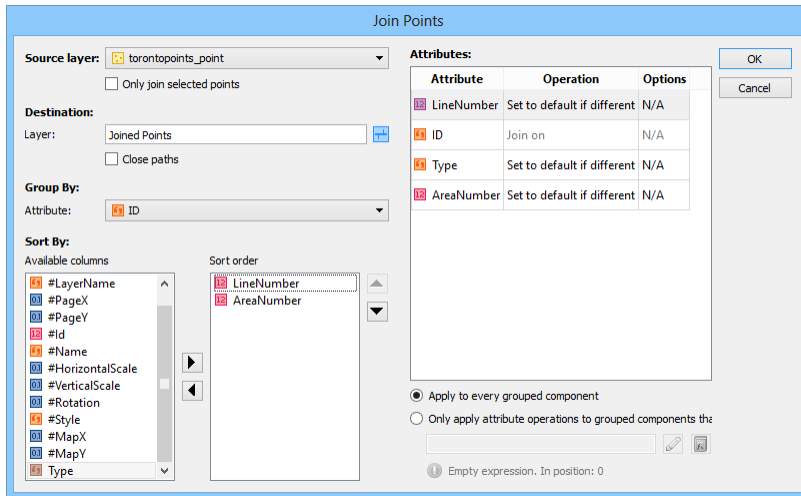 Join Points
Source layer: torontopoints_point
Only join selected points
Destination:
Layer: Joined Points
Close paths
Group By:
Attribute: ID
Sort By:
Available columns
#LayerName
#PageX
#PageY
#Id
#Name
#HorizontalScale
#VerticalScale
#Rotation
#Style
#MapX
#MapY
Type
Sort order
LineNumber
AreaNumber
Attributes:
Attribute Operation Options
LineNumber Set to default if different N/A
ID Join on N/A
Type Set to default if different N/A
AreaNumber Set to default if different N/A
Apply to every grouped component
Only apply attribute operations to grouped components tha
Empty expression. In position: 0
OK
Cancel